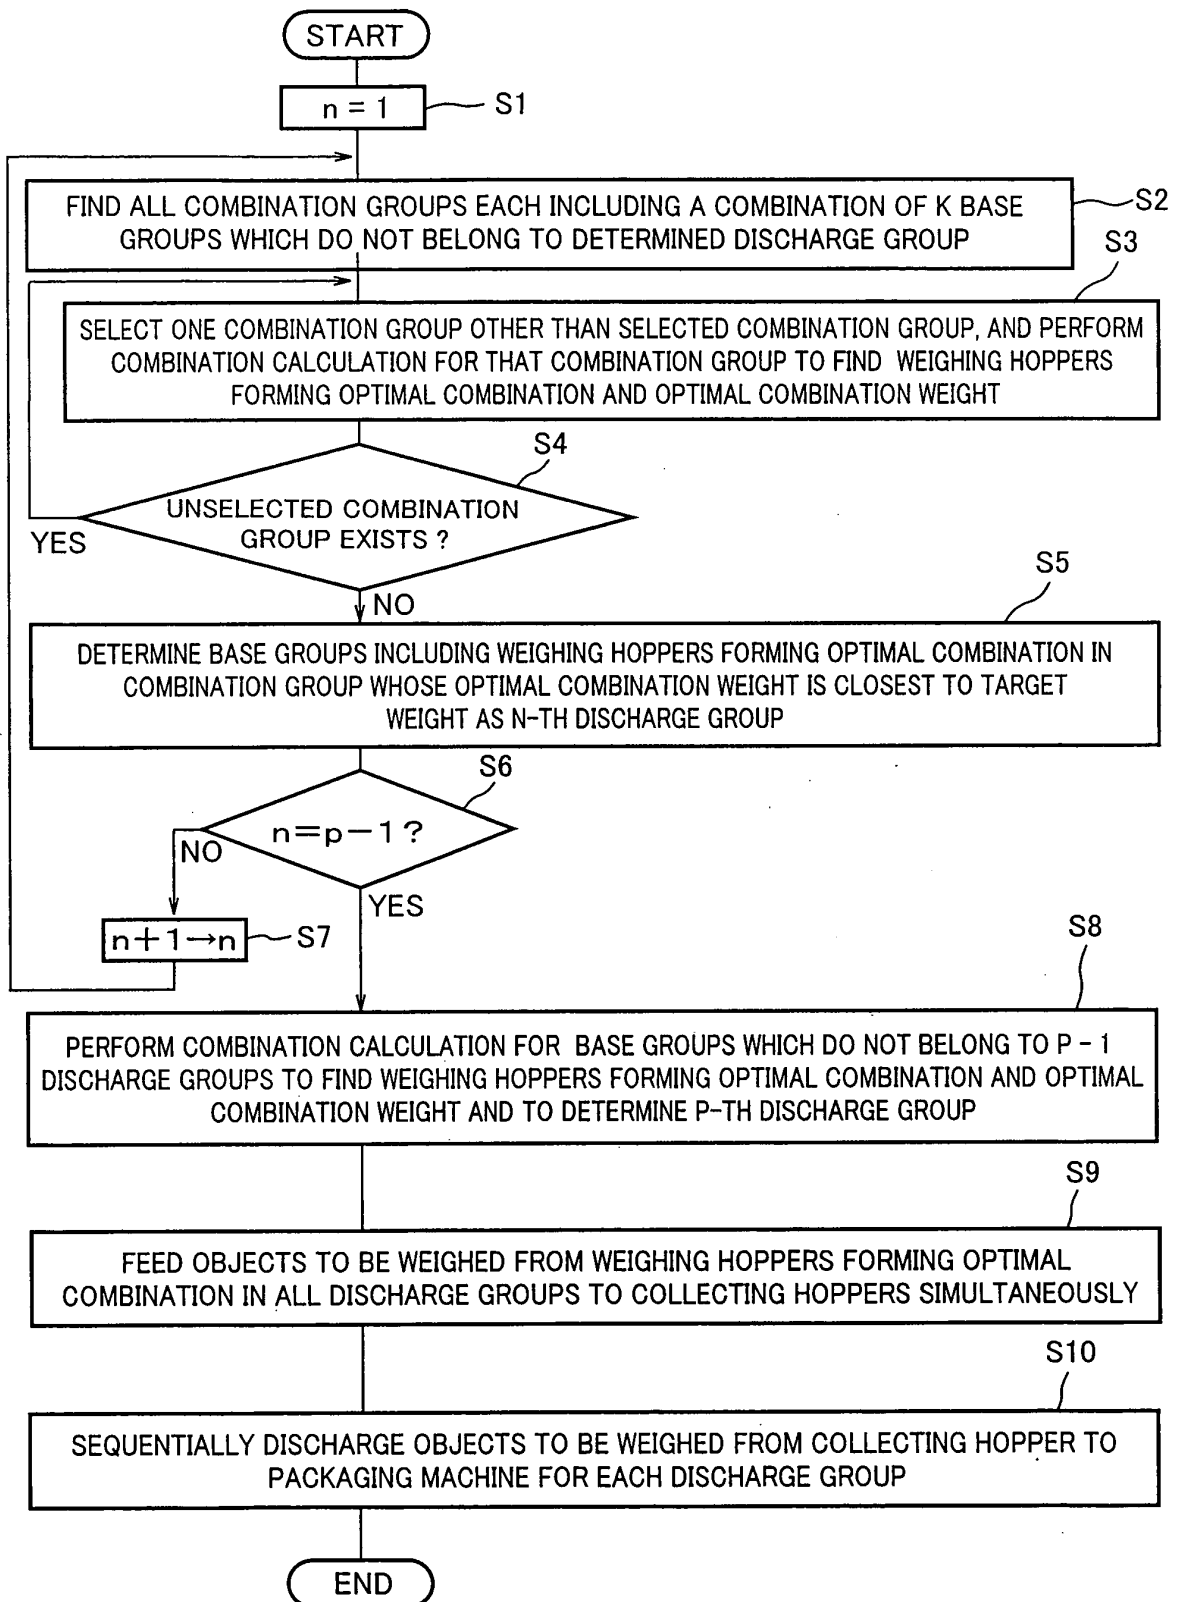 START
n = 1
S1
FIND ALL COMBINATION GROUPS EACH INCLUDING A COMBINATION OF K BASE
GROUPS WHICH DO NOT BELONG TO DETERMINED DISCHARGE GROUP
S2
S3
SELECT ONE COMBINATION GROUP OTHER THAN SELECTED COMBINATION GROUP, AND PERFORM
COMBINATION CALCULATION FOR THAT COMBINATION GROUP TO FIND WEIGHING HOPPERS
FORMING OPTIMAL COMBINATION AND OPTIMAL COMBINATION WEIGHT
S4
UNSELECTED COMBINATION
GROUP EXISTS ?
YES
NO
S5
DETERMINE BASE GROUPS INCLUDING WEIGHING HOPPERS FORMING OPTIMAL COMBINATION IN
COMBINATION GROUP WHOSE OPTIMAL COMBINATION WEIGHT IS CLOSEST TO TARGET
WEIGHT AS N-TH DISCHARGE GROUP
S6
n=p-1?
NO
YES
n+1→n
S7
S8
PERFORM COMBINATION CALCULATION FOR BASE GROUPS WHICH DO NOT BELONG TO P - 1
DISCHARGE GROUPS TO FIND WEIGHING HOPPERS FORMING OPTIMAL COMBINATION AND OPTIMAL
COMBINATION WEIGHT AND TO DETERMINE P-TH DISCHARGE GROUP
S9
FEED OBJECTS TO BE WEIGHED FROM WEIGHING HOPPERS FORMING OPTIMAL
COMBINATION IN ALL DISCHARGE GROUPS TO COLLECTING HOPPERS SIMULTANEOUSLY
S10
SEQUENTIALLY DISCHARGE OBJECTS TO BE WEIGHED FROM COLLECTING HOPPER TO
PACKAGING MACHINE FOR EACH DISCHARGE GROUP
END